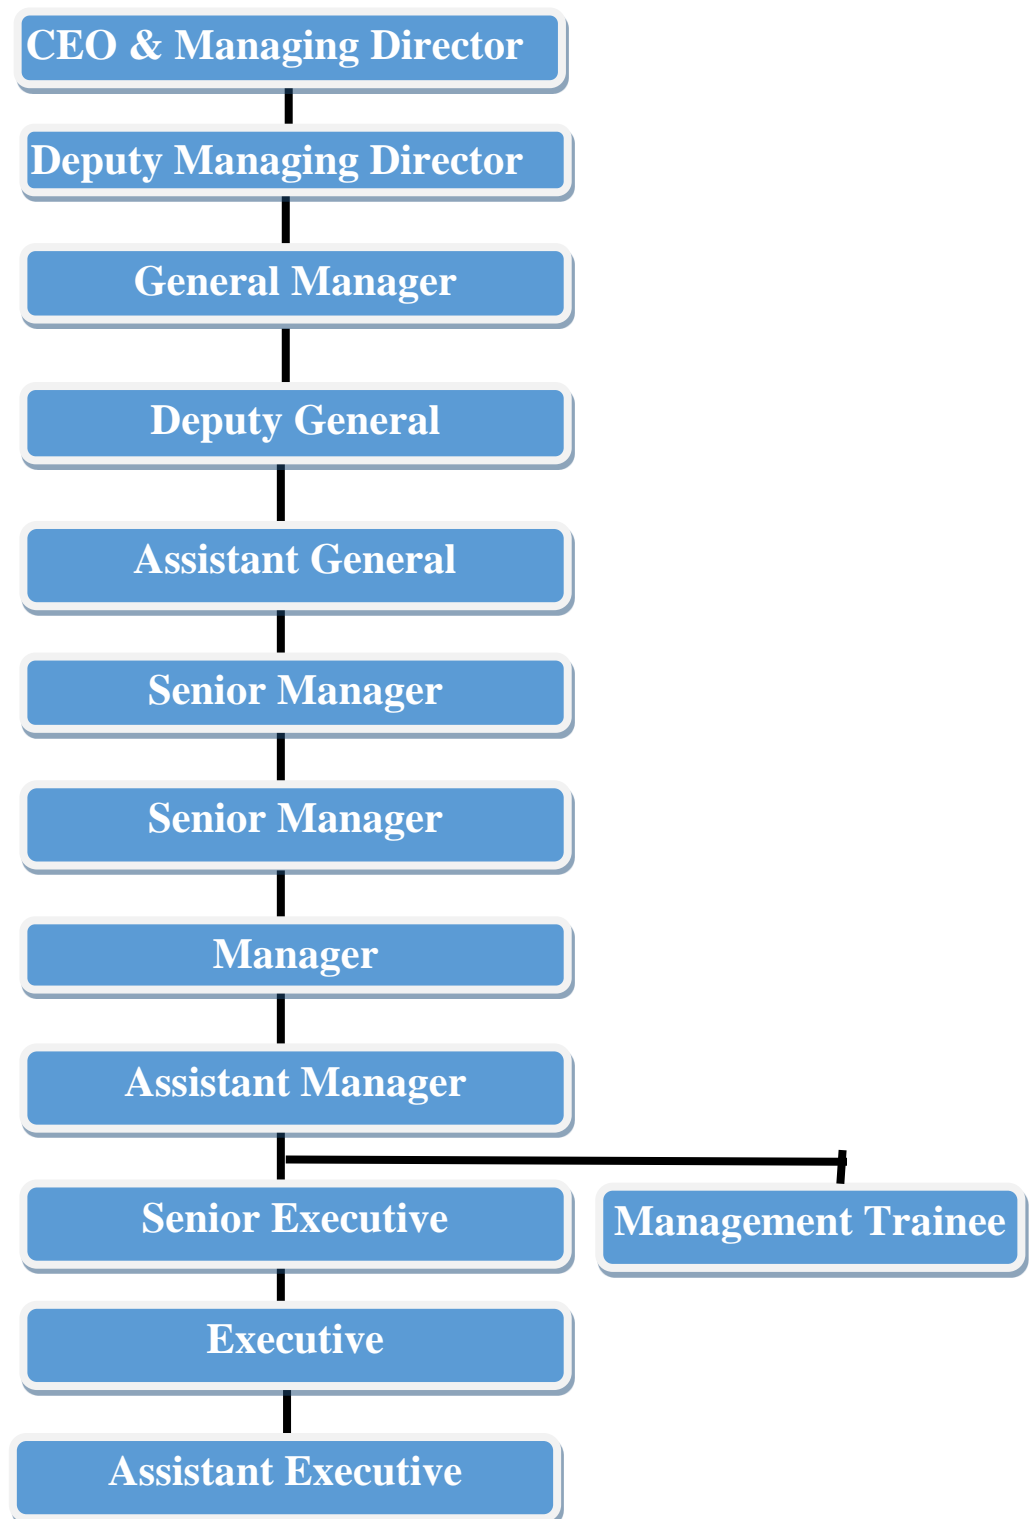 CEO & Managing Director
Deputy Managing Director
General Manager
Deputy General
Assistant General
Senior Manager
Senior Manager
Manager
Assistant Manager
Senior Executive
Management Trainee
Executive
Assistant Executive